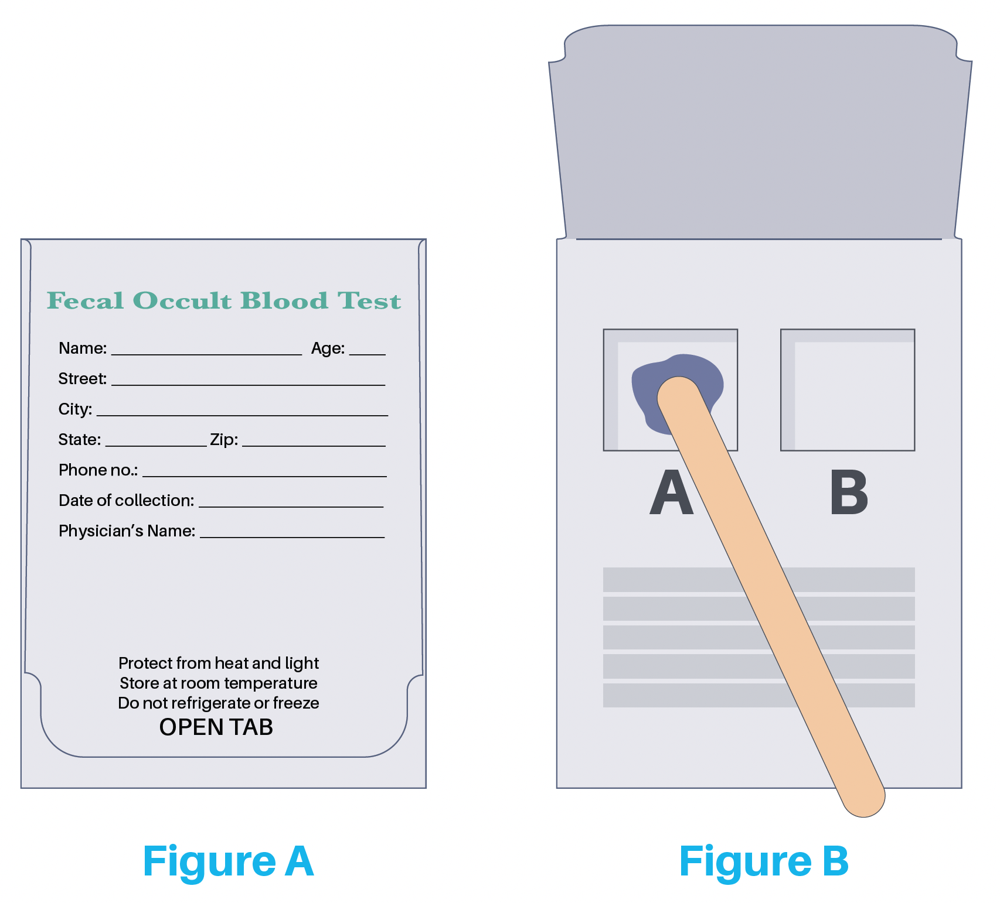 Fecal Occult Blood Test
Name: Age:
Street:
City:
State: Zip:
Phone no.:
Date of collection:
Physician’s Name:
Protect from heat and light
Store at room temperature
Do not refrigerate or freeze
OPEN TAB
Figure A
A B
Figure B